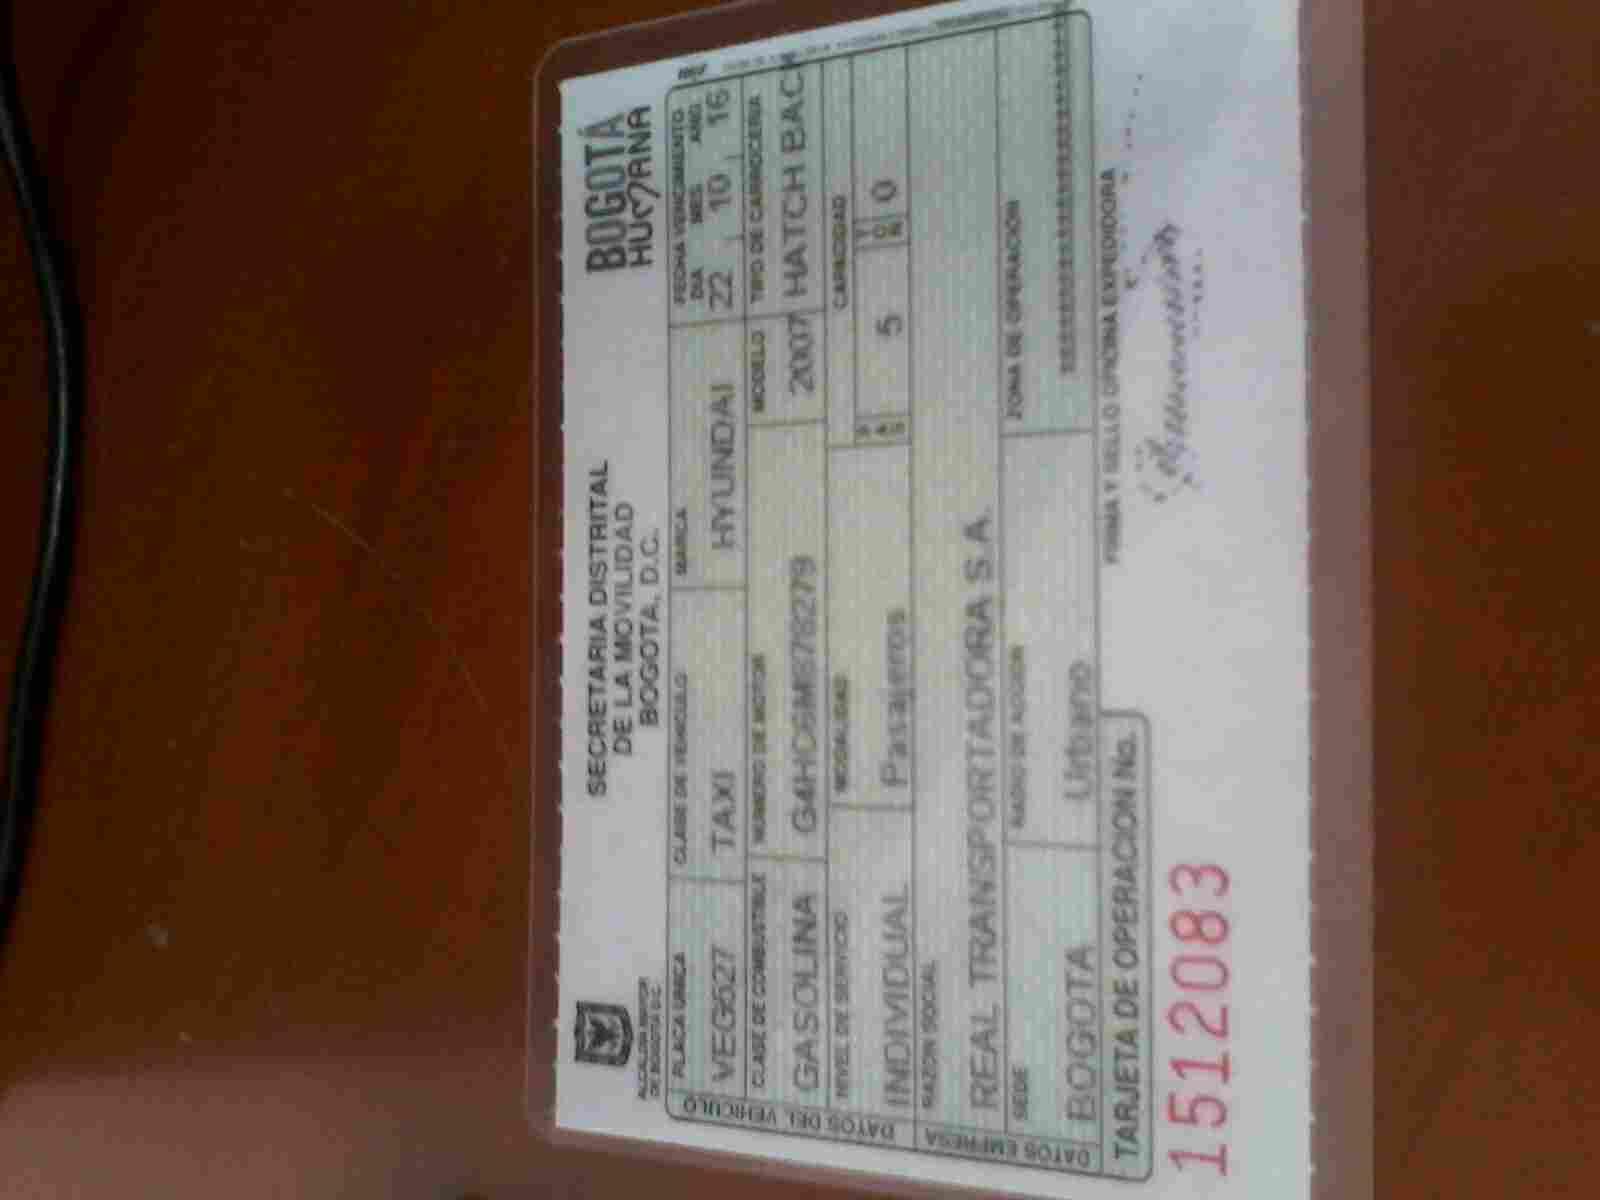 ALCALDIA MAYOR
DE BOGOTA D.C.
SECRETARIA DISTRITAL
DE LA MOVILIDAD
BOGOTA, D.C.
BOGOTÁ
HUMANA
DATOS DEL VEHICULO
PLACA UNICA CLASE DE VEHICULO MARCA FECHA VENCIMIENTO
DIA MES AÑO
TAXI HYUNDAI 22 10 16
CLASE DE COMBUSTIBLE NUMERO DE MOTOR MODELO TIPO DE CARROCERIA
GASOLINA 2007 HATCH BACK
NIVEL DE SERVICIO MODALIDAD CAPACIDAD
INDIVIDUAL Pasajeros PAS 5 TON 0
DATOS EMPRESA
RAZON SOCIAL
REAL TRANSPORTADORA S.A.
SEDE RADIO DE ACCION ZONA DE OPERACIÓN
BOGOTA Urbano
TARJETA DE OPERACION No. FIRMA Y SELLO OFICINA EXPEDIDORA
1512083